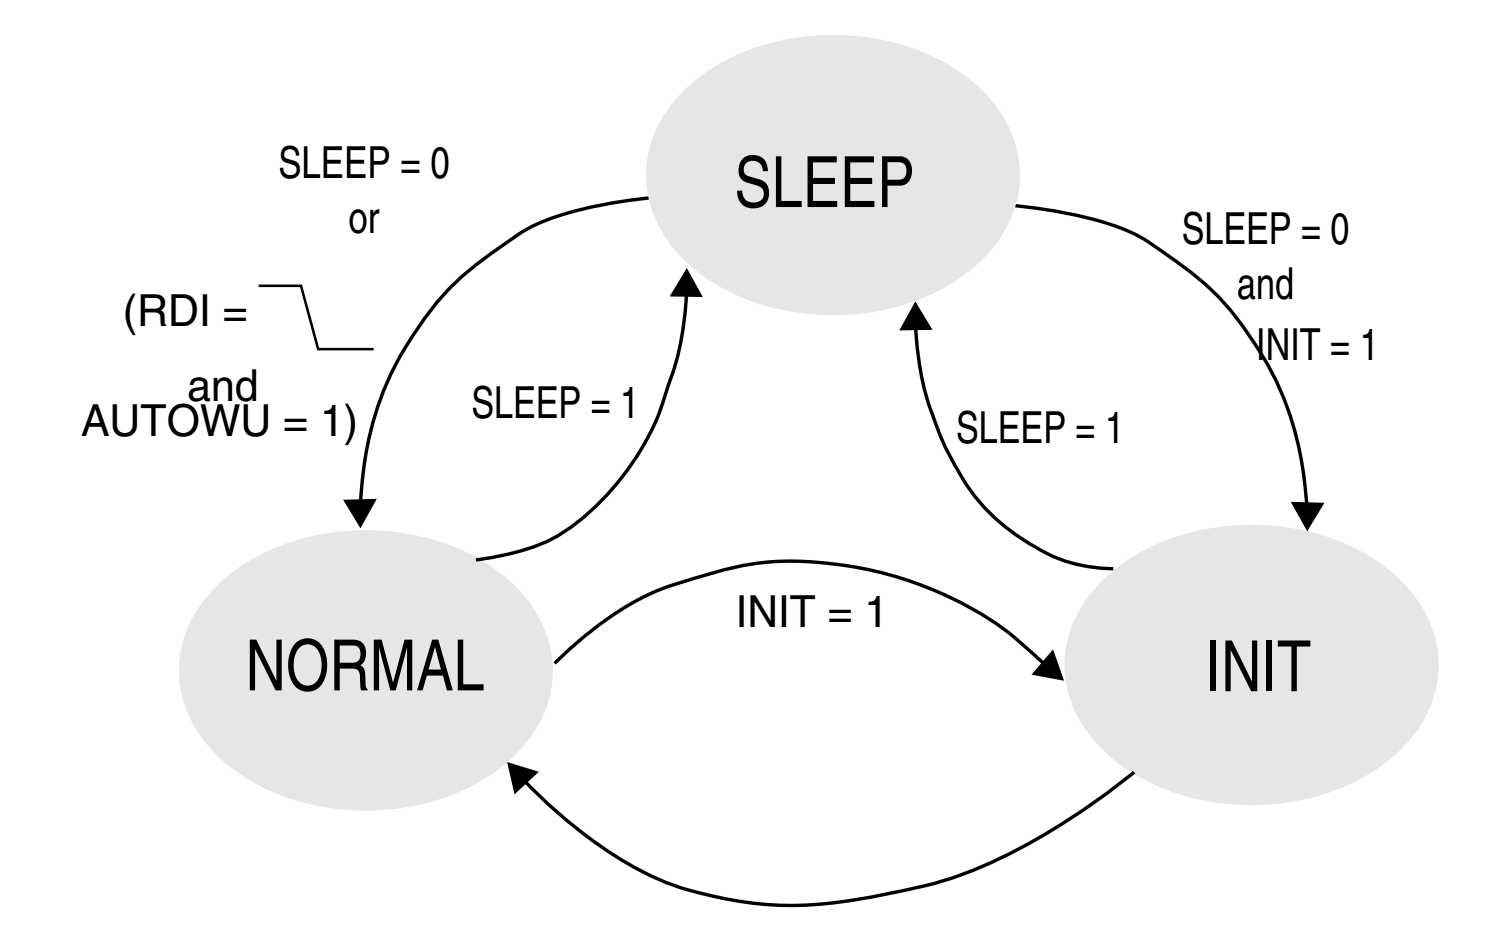 SLEEP
SLEEP = 0
or
(RDI =
and
AUTOWU = 1)
SLEEP = 0
and
INIT = 1
SLEEP = 1
SLEEP = 1
INIT = 1
NORMAL
INIT